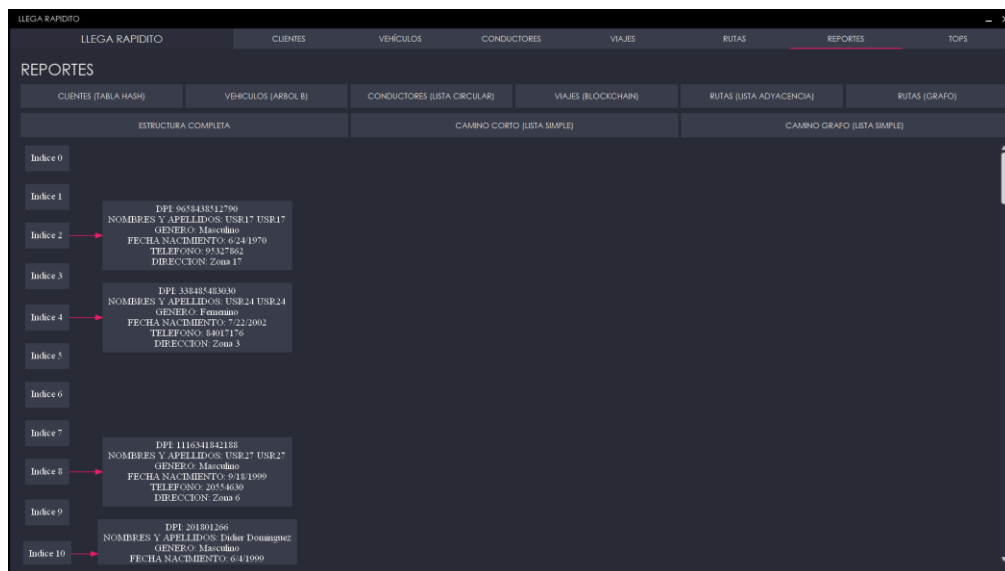 LLEGA RAPIDITO
LLEGA RAPIDITO CLIENTES VEHÍCULOS CONDUCTORES VIAJES RUTAS REPORTES TOPS
REPORTES
CLIENTES (TABLA HASH) VEHICULOS (ARBOL B) CONDUCTORES (LISTA CIRCULAR) VIAJES (BLOCKCHAIN) RUTAS (LISTA ADYACENCIA) RUTAS (GRAFO)
ESTRUCTURA COMPLETA CAMINO CORTO (LISTA SIMPLE) CAMINO GRAFO (LISTA SIMPLE)
Indice 0
Indice 1
Indice 2
DPI: 9658438512790
NOMBRES Y APELLIDOS: USR17 USR17
GENERO: Masculino
FECHA NACIMIENTO: 6/24/1970
TELEFONO: 95327862
DIRECCION: Zona 17
Indice 3
Indice 4
DPI: 338485483030
NOMBRES Y APELLIDOS: USR24 USR24
GENERO: Femenino
FECHA NACIMIENTO: 7/22/2002
TELEFONO: 84017176
DIRECCION: Zona 3
Indice 5
Indice 6
Indice 7
Indice 8
DPI: 1116341842188
NOMBRES Y APELLIDOS: USR27 USR27
GENERO: Masculino
FECHA NACIMIENTO: 9/18/1999
TELEFONO: 20554630
DIRECCION: Zona 6
Indice 9
Indice 10
DPI: 201801266
NOMBRES Y APELLIDOS: Didier Dominguez
GENERO: Masculino
FECHA NACIMIENTO: 6/4/1999